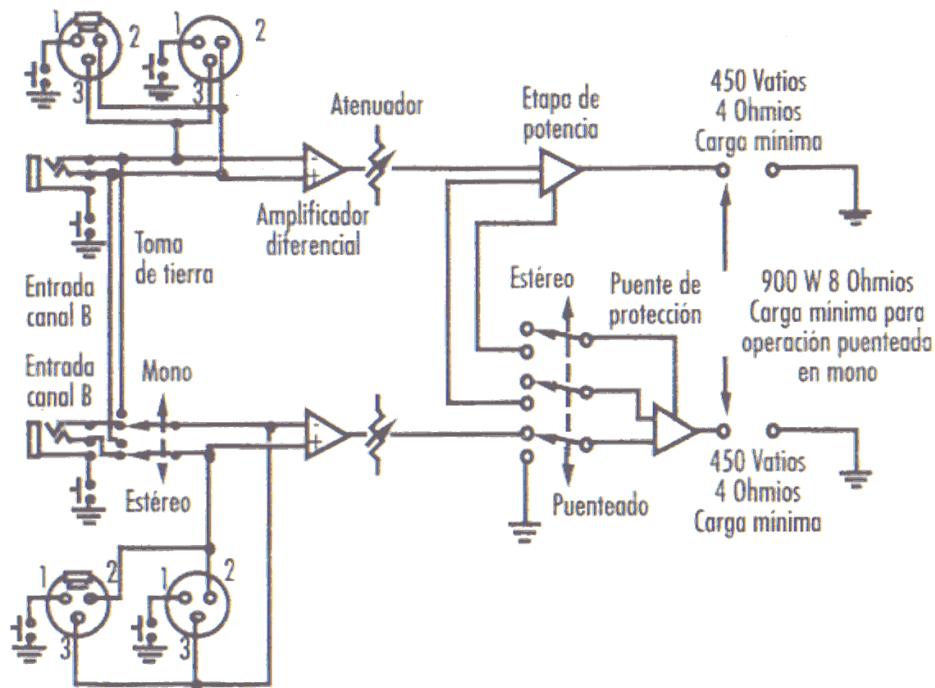 1
2
2
1
3
3
Atenuador
Etapa de
potencia
450 Vatios
4 Ohmios
Carga mínima
-
+
Amplificador
diferencial
Toma
de tierra
Entrada
canal B
Entrada
canal B
Mono
Estéreo
-
+
Estéreo
Puente de
protección
Puenteado
900 W 8 Ohmios
Carga mínima para
operación puenteada
en mono
450 Vatios
4 Ohmios
Carga mínima
1
2
1
2
3
3